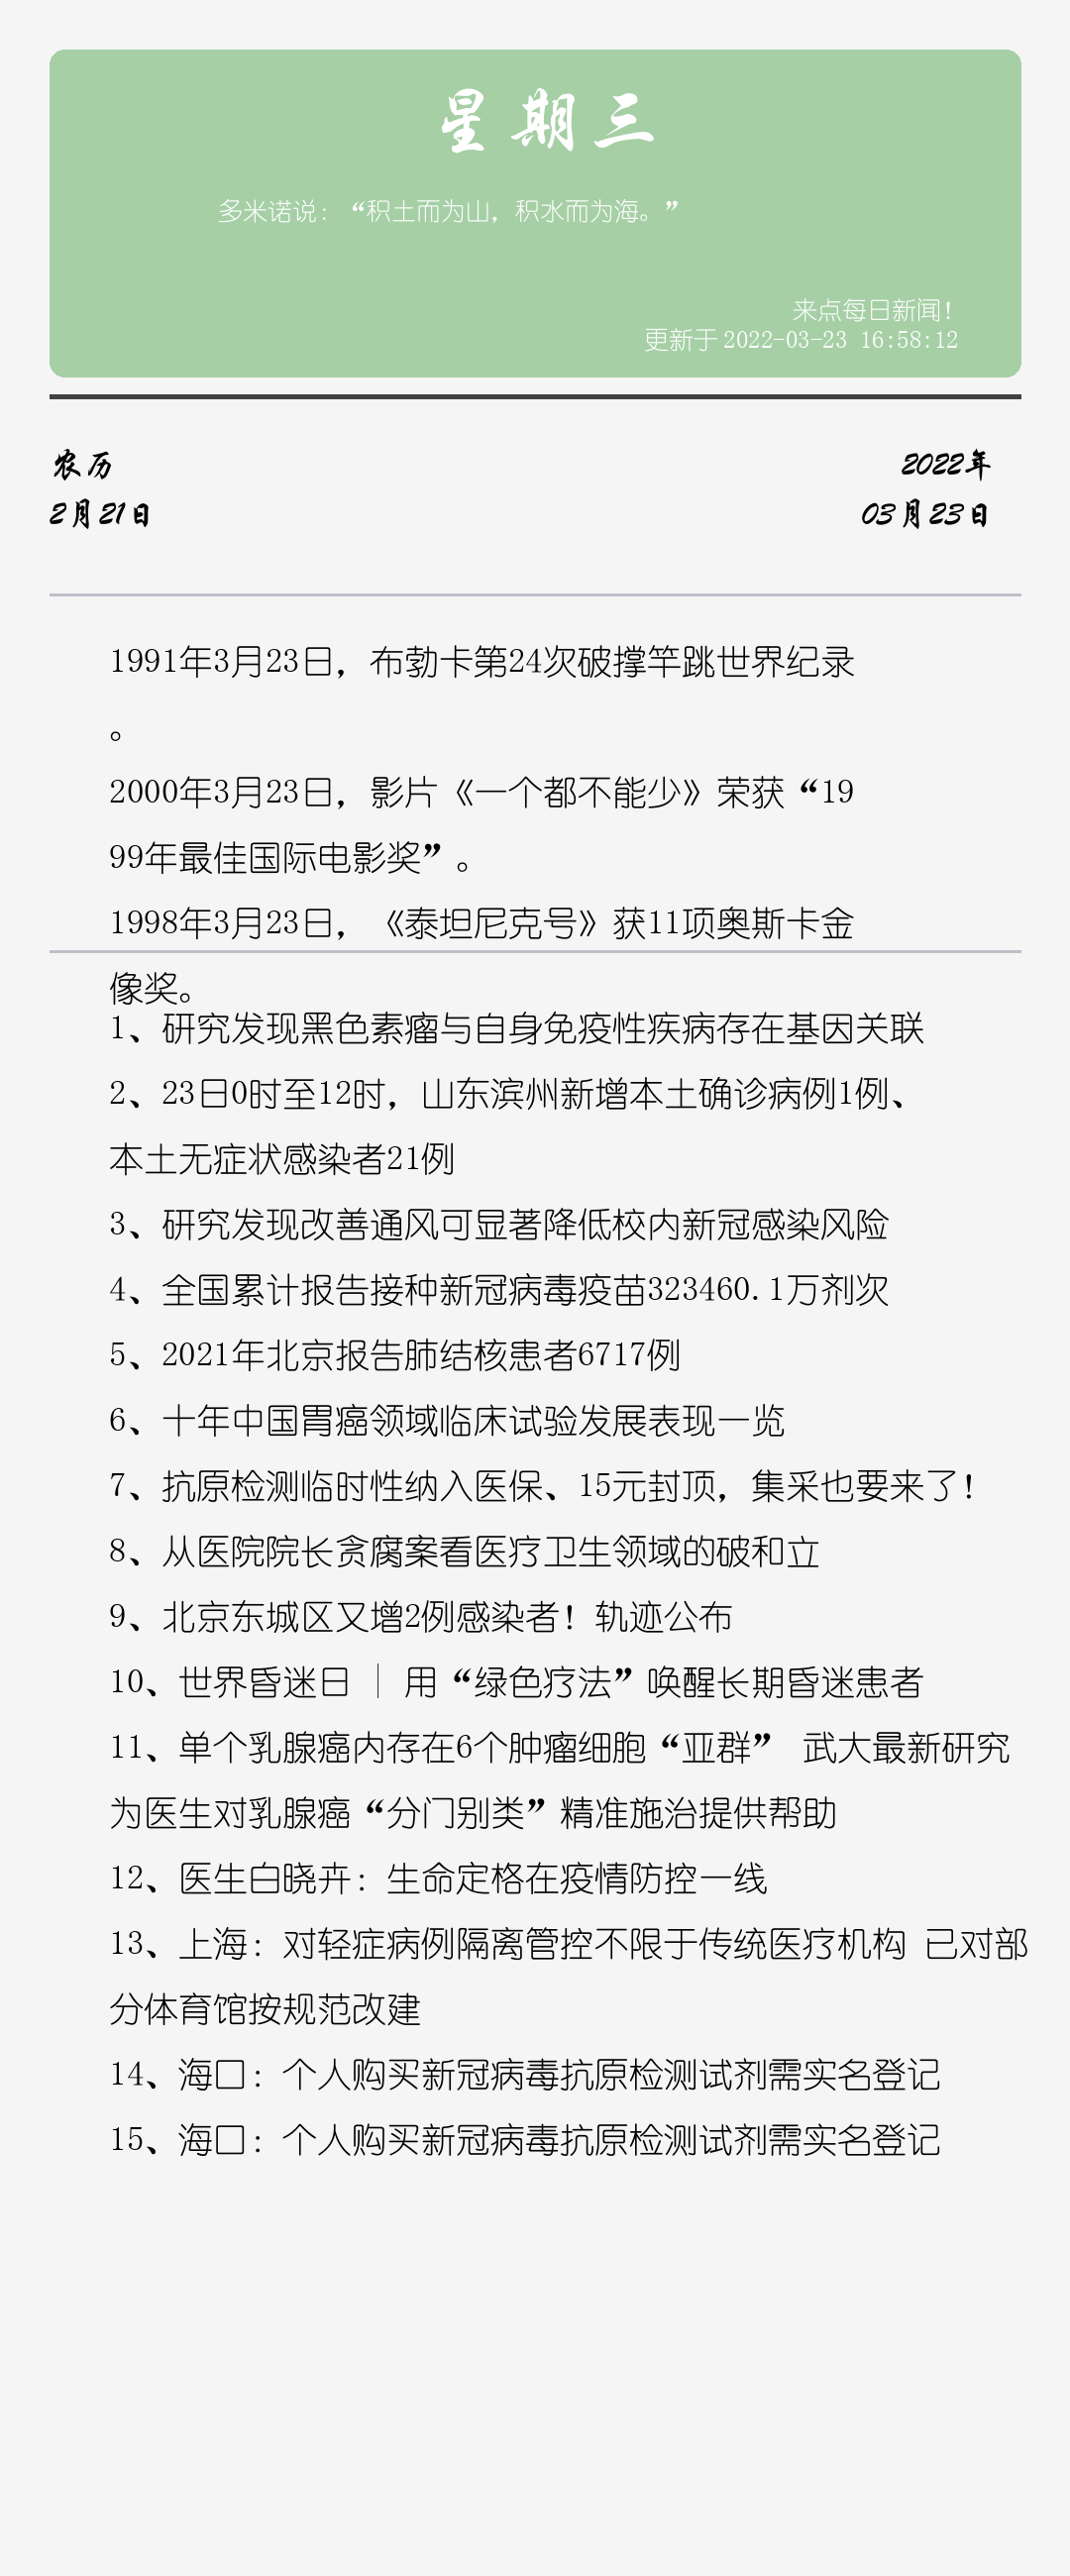 星期三
多米诺说：“积土而为山，积水而为海。”
来点每日新闻！
更新于 2022-03-23 16:58:12
农历
2022年
2月21日
03月23日
1991年3月23日，布勃卡第24次破撑竿跳世界纪录
。
2000年3月23日，影片《一个都不能少》荣获“19
99年最佳国际电影奖”。
1998年3月23日，《泰坦尼克号》获11项奥斯卡金
像奖。
1、研究发现黑色素瘤与自身免疫性疾病存在基因关联
2、23日0时至12时，山东滨州新增本土确诊病例1例、
本土无症状感染者21例
3、研究发现改善通风可显著降低校内新冠感染风险
4、全国累计报告接种新冠病毒疫苗323460.1万剂次
5、2021年北京报告肺结核患者6717例
6、十年中国胃癌领域临床试验发展表现一览
7、抗原检测临时性纳入医保、15元封顶，集采也要来了！
8、从医院院长贪腐案看医疗卫生领域的破和立
9、北京东城区又增2例感染者！轨迹公布
10、世界昏迷日 │ 用“绿色疗法”唤醒长期昏迷患者
11、单个乳腺癌内存在6个肿瘤细胞“亚群” 武大最新研究
为医生对乳腺癌“分门别类”精准施治提供帮助
12、医生白晓卉：生命定格在疫情防控一线
13、上海：对轻症病例隔离管控不限于传统医疗机构 已对部
分体育馆按规范改建
14、海口：个人购买新冠病毒抗原检测试剂需实名登记
15、海口：个人购买新冠病毒抗原检测试剂需实名登记